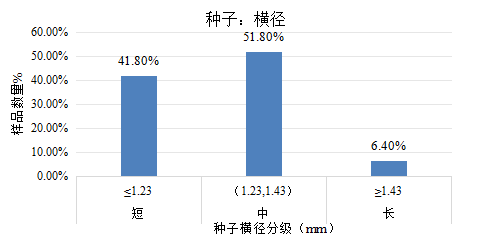 种子：横径
60.00%
50.00%
40.00%
30.00%
20.00%
10.00%
0.00%
样品数量%
41.80%
51.80%
6.40%
≤1.23
（1.23,1.43）
≥1.43
短
中
长
种子横径分级（mm）